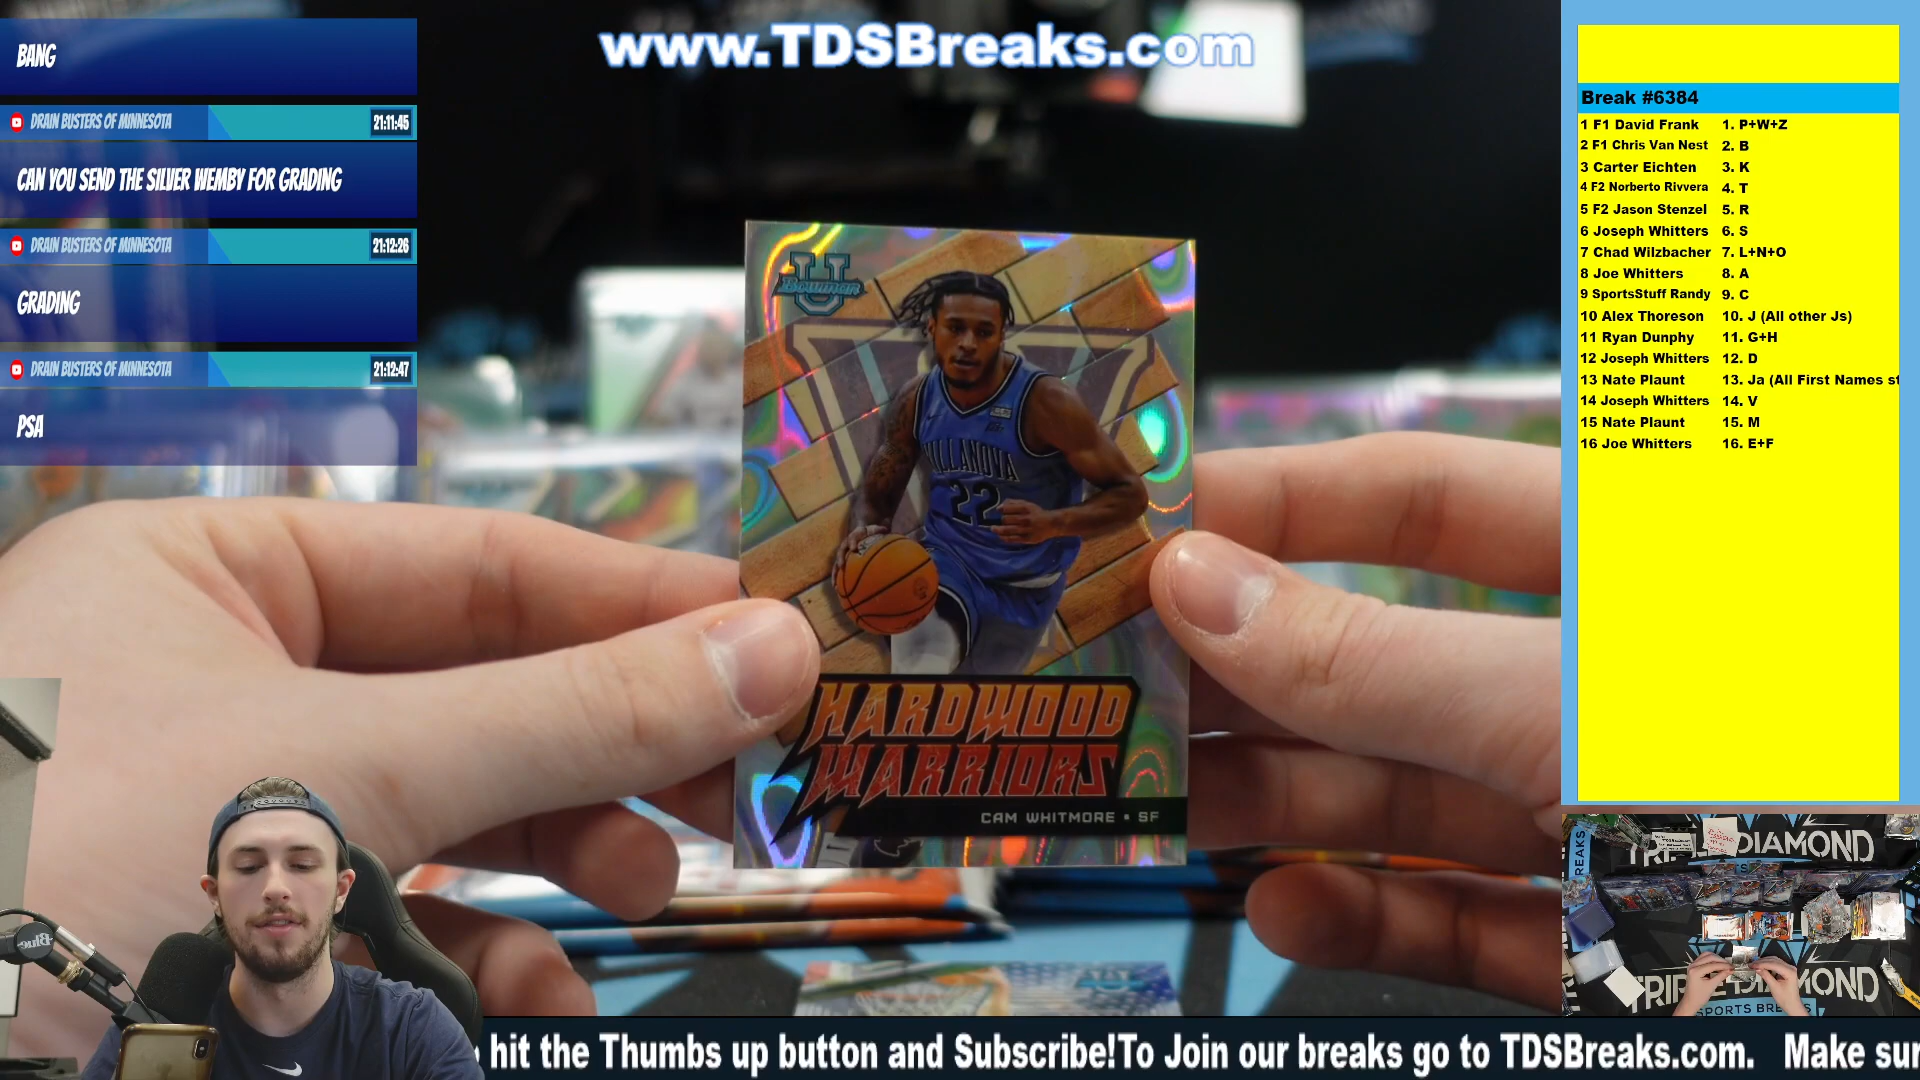 www.TDSBreaks.com
BANG
DRAIN BUSTERS OF MINNESOTA
21:11:45
CAN YOU SEND THE SILVER WEMBY FOR GRADING
DRAIN BUSTERS OF MINNESOTA
21:12:26
GRADING
DRAIN BUSTERS OF MINNESOTA
21:12:47
PSA
U
Bowman
VILLANOVA
22
HARDWOOD
WARRIORS
CAM WHITMORE • SF
Break #6384
1 F1 David Frank 1. P+W+Z
2 F1 Chris Van Nest 2. B
3 Carter Eichten 3. K
4 F2 Norberto Rivvera 4. T
5 F2 Jason Stenzel 5. R
6 Joseph Whitters 6. S
7 Chad Wilzbacher 7. L+N+O
8 Joe Whitters 8. A
9 SportsStuff Randy 9. C
10 Alex Thoreson 10. J (All other Js)
11 Ryan Dunphy 11. G+H
12 Joseph Whitters 12. D
13 Nate Plaunt 13. Ja (All First Names st
14 Joseph Whitters 14. V
15 Nate Plaunt 15. M
16 Joe Whitters 16. E+F
BREAKS
TRIPLE DIAMOND
TRIPLE DIAMOND
SPORTS BREAKS
Blue
hit the Thumbs up button and Subscribe!To Join our breaks go to TDSBreaks.com. Make sur